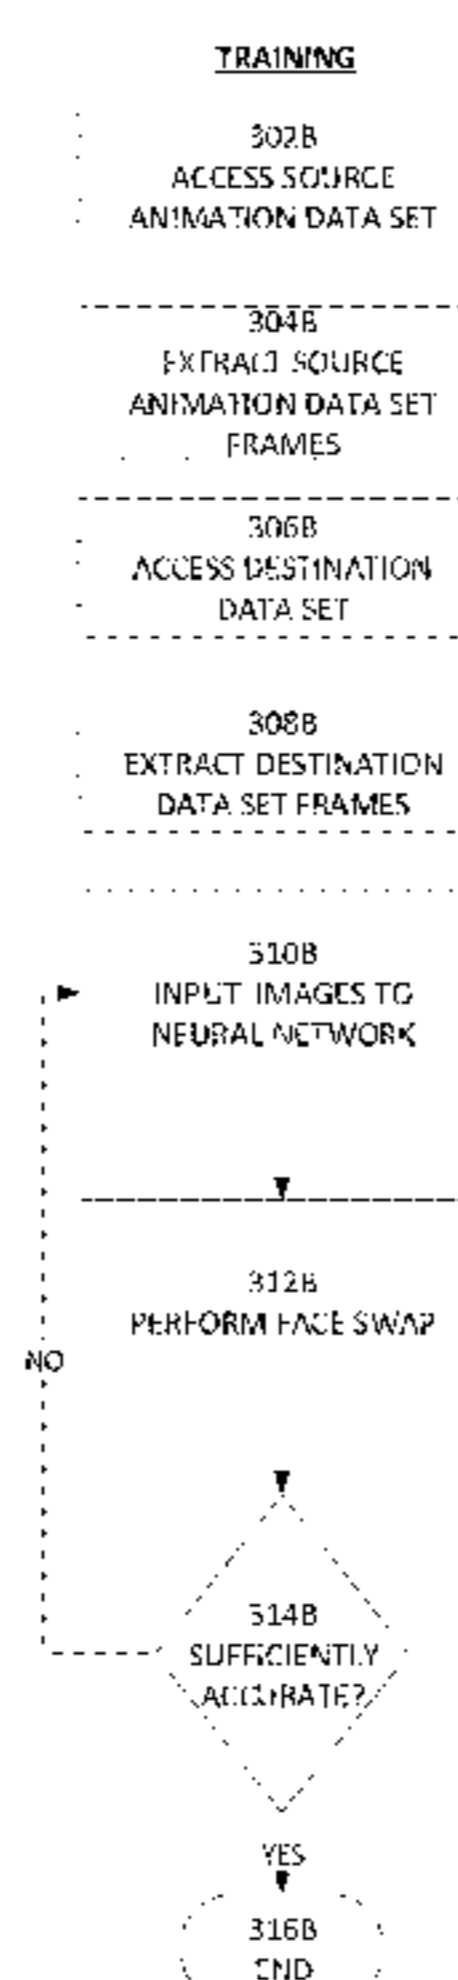 TRAINING
302B
ACCESS SOURCE
ANIMATION DATA SET
304B
EXTRACT SOURCE
ANIMATION DATA SET
FRAMES
306B
ACCESS DESTINATION
DATA SET
308B
EXTRACT DESTINATION
DATA SET FRAMES
310B
INPUT IMAGES TO
NEURAL NETWORK
312B
PERFORM FACE SWAP
NO
314B
SUFFICIENTLY
ACCURATE?
YES
316B
END